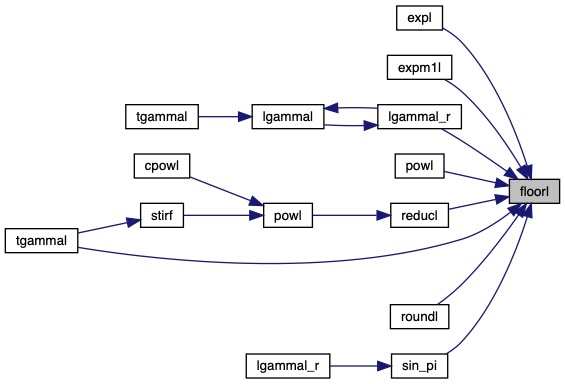 expl
expm1l
tgammal
lgammal
lgammal_r
cpowl
powl
floorl
stirf
powl
reducl
tgammal
roundl
lgammal_r
sin_pi